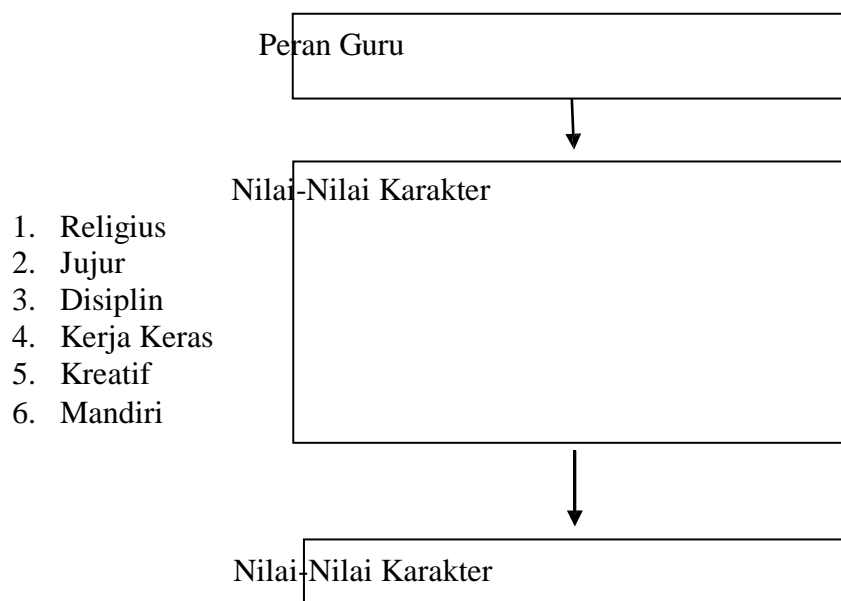 Peran Guru
Nilai-Nilai Karakter
1. Religius
2. Jujur
3. Disiplin
4. Kerja Keras
5. Kreatif
6. Mandiri
Nilai-Nilai Karakter